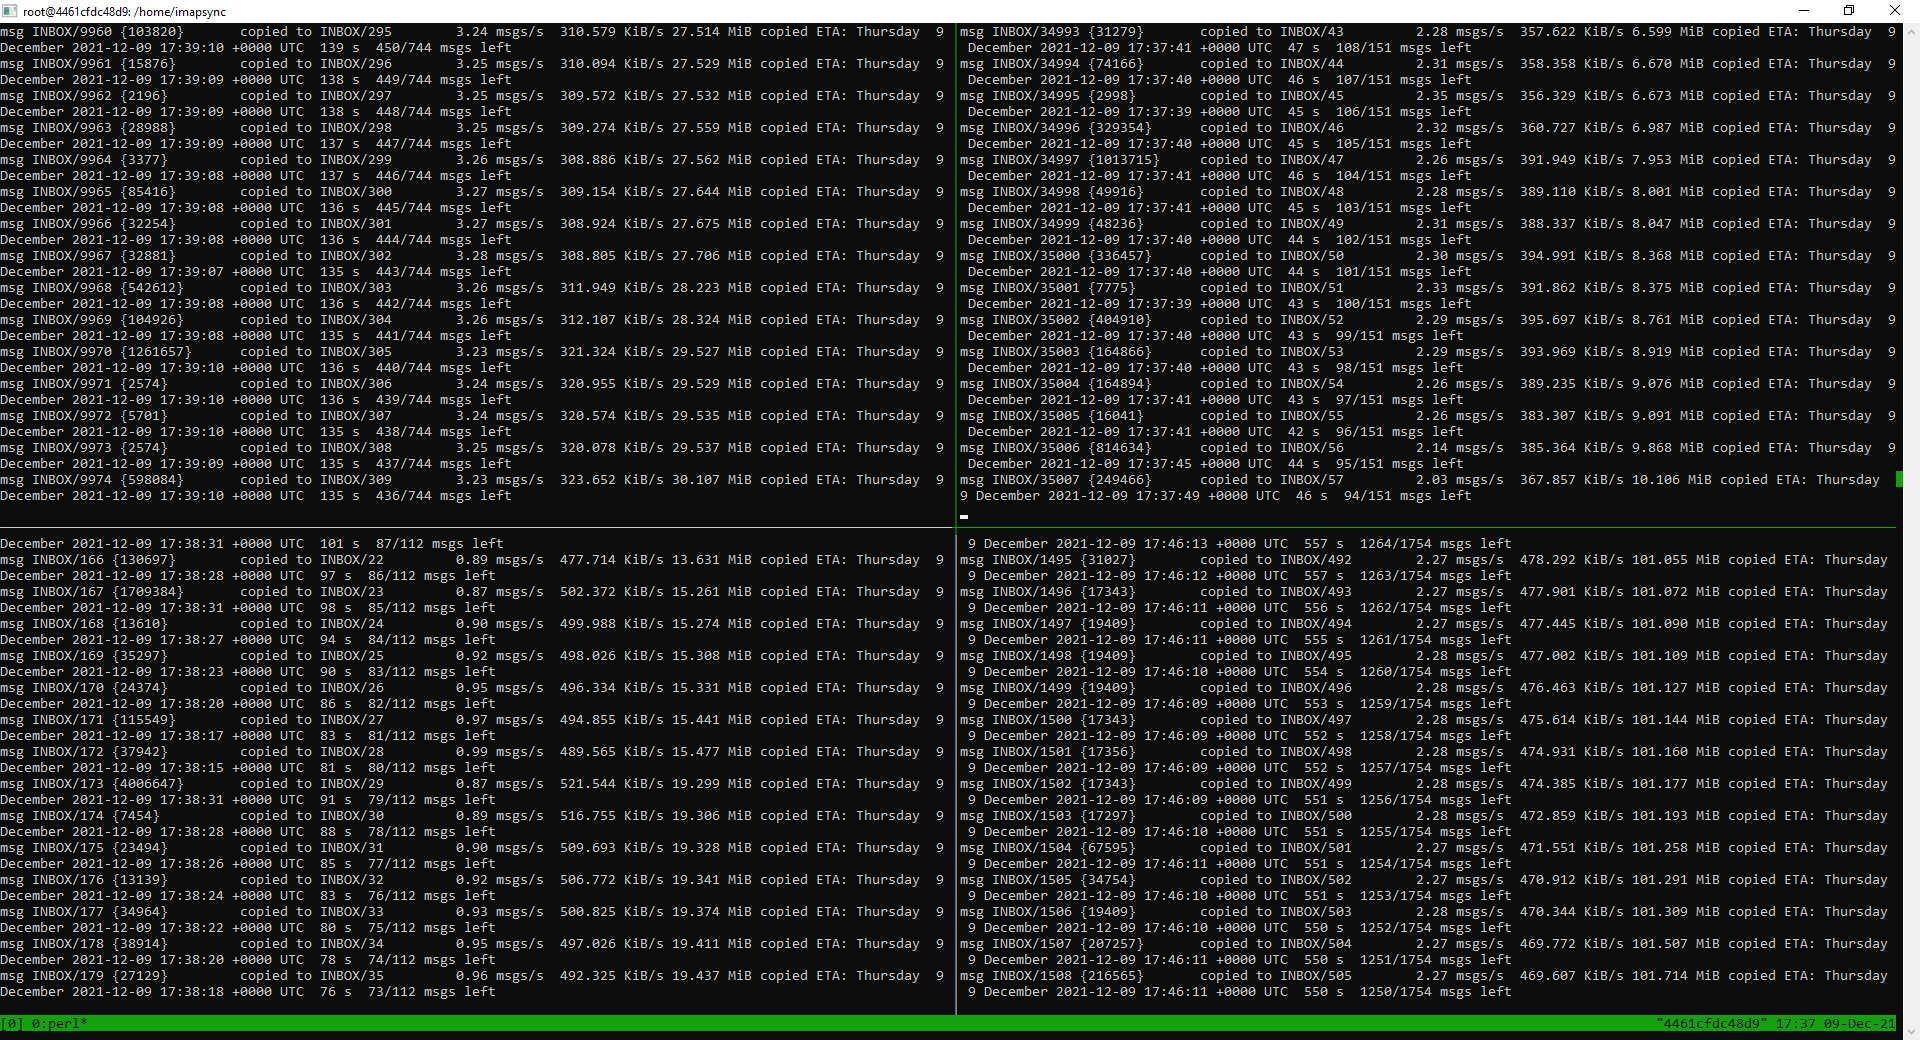 root@4461cfdc48d9: /home/imapsync
msg INBOX/9960 {103820} copied to INBOX/295 3.24 msgs/s 310.579 KiB/s 27.514 MiB copied ETA: Thursday 9
December 2021-12-09 17:39:10 +0000 UTC 139 s 450/744 msgs left
msg INBOX/9961 {15876} copied to INBOX/296 3.25 msgs/s 310.094 KiB/s 27.529 MiB copied ETA: Thursday 9
December 2021-12-09 17:39:09 +0000 UTC 138 s 449/744 msgs left
msg INBOX/9962 {2196} copied to INBOX/297 3.25 msgs/s 309.572 KiB/s 27.532 MiB copied ETA: Thursday 9
December 2021-12-09 17:39:09 +0000 UTC 138 s 448/744 msgs left
msg INBOX/9963 {28988} copied to INBOX/298 3.25 msgs/s 309.274 KiB/s 27.559 MiB copied ETA: Thursday 9
December 2021-12-09 17:39:09 +0000 UTC 137 s 447/744 msgs left
msg INBOX/9964 {3377} copied to INBOX/299 3.26 msgs/s 308.886 KiB/s 27.562 MiB copied ETA: Thursday 9
December 2021-12-09 17:39:08 +0000 UTC 137 s 446/744 msgs left
msg INBOX/9965 {85416} copied to INBOX/300 3.27 msgs/s 309.154 KiB/s 27.644 MiB copied ETA: Thursday 9
December 2021-12-09 17:39:08 +0000 UTC 136 s 445/744 msgs left
msg INBOX/9966 {32254} copied to INBOX/301 3.27 msgs/s 308.924 KiB/s 27.675 MiB copied ETA: Thursday 9
December 2021-12-09 17:39:08 +0000 UTC 136 s 444/744 msgs left
msg INBOX/9967 {32881} copied to INBOX/302 3.28 msgs/s 308.805 KiB/s 27.706 MiB copied ETA: Thursday 9
December 2021-12-09 17:39:07 +0000 UTC 135 s 443/744 msgs left
msg INBOX/9968 {542612} copied to INBOX/303 3.26 msgs/s 311.949 KiB/s 28.223 MiB copied ETA: Thursday 9
December 2021-12-09 17:39:08 +0000 UTC 136 s 442/744 msgs left
msg INBOX/9969 {104926} copied to INBOX/304 3.26 msgs/s 312.107 KiB/s 28.324 MiB copied ETA: Thursday 9
December 2021-12-09 17:39:08 +0000 UTC 135 s 441/744 msgs left
msg INBOX/9970 {1261657} copied to INBOX/305 3.23 msgs/s 321.324 KiB/s 29.527 MiB copied ETA: Thursday 9
December 2021-12-09 17:39:10 +0000 UTC 136 s 440/744 msgs left
msg INBOX/9971 {2574} copied to INBOX/306 3.24 msgs/s 320.955 KiB/s 29.529 MiB copied ETA: Thursday 9
December 2021-12-09 17:39:10 +0000 UTC 136 s 439/744 msgs left
msg INBOX/9972 {5701} copied to INBOX/307 3.24 msgs/s 320.574 KiB/s 29.535 MiB copied ETA: Thursday 9
December 2021-12-09 17:39:10 +0000 UTC 135 s 438/744 msgs left
msg INBOX/9973 {2574} copied to INBOX/308 3.25 msgs/s 320.078 KiB/s 29.537 MiB copied ETA: Thursday 9
December 2021-12-09 17:39:09 +0000 UTC 135 s 437/744 msgs left
msg INBOX/9974 {598084} copied to INBOX/309 3.23 msgs/s 323.652 KiB/s 30.107 MiB copied ETA: Thursday 9
December 2021-12-09 17:39:10 +0000 UTC 135 s 436/744 msgs left
msg INBOX/34993 {31279} copied to INBOX/43 2.28 msgs/s 357.622 KiB/s 6.599 MiB copied ETA: Thursday 9
December 2021-12-09 17:37:41 +0000 UTC 47 s 108/151 msgs left
msg INBOX/34994 {74166} copied to INBOX/44 2.31 msgs/s 358.358 KiB/s 6.670 MiB copied ETA: Thursday 9
December 2021-12-09 17:37:40 +0000 UTC 46 s 107/151 msgs left
msg INBOX/34995 {2998} copied to INBOX/45 2.35 msgs/s 356.329 KiB/s 6.673 MiB copied ETA: Thursday 9
December 2021-12-09 17:37:39 +0000 UTC 45 s 106/151 msgs left
msg INBOX/34996 {329354} copied to INBOX/46 2.32 msgs/s 360.727 KiB/s 6.987 MiB copied ETA: Thursday 9
December 2021-12-09 17:37:40 +0000 UTC 45 s 105/151 msgs left
msg INBOX/34997 {1013715} copied to INBOX/47 2.26 msgs/s 391.949 KiB/s 7.953 MiB copied ETA: Thursday 9
December 2021-12-09 17:37:41 +0000 UTC 46 s 104/151 msgs left
msg INBOX/34998 {49916} copied to INBOX/48 2.28 msgs/s 389.110 KiB/s 8.001 MiB copied ETA: Thursday 9
December 2021-12-09 17:37:41 +0000 UTC 45 s 103/151 msgs left
msg INBOX/34999 {48236} copied to INBOX/49 2.31 msgs/s 388.337 KiB/s 8.047 MiB copied ETA: Thursday 9
December 2021-12-09 17:37:40 +0000 UTC 44 s 102/151 msgs left
msg INBOX/35000 {336457} copied to INBOX/50 2.30 msgs/s 394.991 KiB/s 8.368 MiB copied ETA: Thursday 9
December 2021-12-09 17:37:40 +0000 UTC 44 s 101/151 msgs left
msg INBOX/35001 {7775} copied to INBOX/51 2.33 msgs/s 391.862 KiB/s 8.375 MiB copied ETA: Thursday 9
December 2021-12-09 17:37:39 +0000 UTC 43 s 100/151 msgs left
msg INBOX/35002 {404910} copied to INBOX/52 2.29 msgs/s 395.697 KiB/s 8.761 MiB copied ETA: Thursday 9
December 2021-12-09 17:37:40 +0000 UTC 43 s 99/151 msgs left
msg INBOX/35003 {164866} copied to INBOX/53 2.29 msgs/s 393.969 KiB/s 8.919 MiB copied ETA: Thursday 9
December 2021-12-09 17:37:40 +0000 UTC 43 s 98/151 msgs left
msg INBOX/35004 {164894} copied to INBOX/54 2.26 msgs/s 389.235 KiB/s 9.076 MiB copied ETA: Thursday 9
December 2021-12-09 17:37:41 +0000 UTC 43 s 97/151 msgs left
msg INBOX/35005 {16041} copied to INBOX/55 2.26 msgs/s 383.307 KiB/s 9.091 MiB copied ETA: Thursday 9
December 2021-12-09 17:37:41 +0000 UTC 42 s 96/151 msgs left
msg INBOX/35006 {814634} copied to INBOX/56 2.14 msgs/s 385.364 KiB/s 9.868 MiB copied ETA: Thursday 9
December 2021-12-09 17:37:45 +0000 UTC 44 s 95/151 msgs left
msg INBOX/35007 {249466} copied to INBOX/57 2.03 msgs/s 367.857 KiB/s 10.106 MiB copied ETA: Thursday
9 December 2021-12-09 17:37:49 +0000 UTC 46 s 94/151 msgs left
December 2021-12-09 17:38:31 +0000 UTC 101 s 87/112 msgs left
msg INBOX/166 {130697} copied to INBOX/22 0.89 msgs/s 477.714 KiB/s 13.631 MiB copied ETA: Thursday 9
December 2021-12-09 17:38:28 +0000 UTC 97 s 86/112 msgs left
msg INBOX/167 {1709384} copied to INBOX/23 0.87 msgs/s 502.372 KiB/s 15.261 MiB copied ETA: Thursday 9
December 2021-12-09 17:38:31 +0000 UTC 98 s 85/112 msgs left
msg INBOX/168 {13610} copied to INBOX/24 0.90 msgs/s 499.988 KiB/s 15.274 MiB copied ETA: Thursday 9
December 2021-12-09 17:38:27 +0000 UTC 94 s 84/112 msgs left
msg INBOX/169 {35297} copied to INBOX/25 0.92 msgs/s 498.026 KiB/s 15.308 MiB copied ETA: Thursday 9
December 2021-12-09 17:38:23 +0000 UTC 90 s 83/112 msgs left
msg INBOX/170 {24374} copied to INBOX/26 0.95 msgs/s 496.334 KiB/s 15.331 MiB copied ETA: Thursday 9
December 2021-12-09 17:38:20 +0000 UTC 86 s 82/112 msgs left
msg INBOX/171 {115549} copied to INBOX/27 0.97 msgs/s 494.855 KiB/s 15.441 MiB copied ETA: Thursday 9
December 2021-12-09 17:38:17 +0000 UTC 83 s 81/112 msgs left
msg INBOX/172 {37942} copied to INBOX/28 0.99 msgs/s 489.565 KiB/s 15.477 MiB copied ETA: Thursday 9
December 2021-12-09 17:38:15 +0000 UTC 81 s 80/112 msgs left
msg INBOX/173 {4006647} copied to INBOX/29 0.87 msgs/s 521.544 KiB/s 19.299 MiB copied ETA: Thursday 9
December 2021-12-09 17:38:31 +0000 UTC 91 s 79/112 msgs left
msg INBOX/174 {7454} copied to INBOX/30 0.89 msgs/s 516.755 KiB/s 19.306 MiB copied ETA: Thursday 9
December 2021-12-09 17:38:28 +0000 UTC 88 s 78/112 msgs left
msg INBOX/175 {23494} copied to INBOX/31 0.90 msgs/s 509.693 KiB/s 19.328 MiB copied ETA: Thursday 9
December 2021-12-09 17:38:26 +0000 UTC 85 s 77/112 msgs left
msg INBOX/176 {13139} copied to INBOX/32 0.92 msgs/s 506.772 KiB/s 19.341 MiB copied ETA: Thursday 9
December 2021-12-09 17:38:24 +0000 UTC 83 s 76/112 msgs left
msg INBOX/177 {34964} copied to INBOX/33 0.93 msgs/s 500.825 KiB/s 19.374 MiB copied ETA: Thursday 9
December 2021-12-09 17:38:22 +0000 UTC 80 s 75/112 msgs left
msg INBOX/178 {38914} copied to INBOX/34 0.95 msgs/s 497.026 KiB/s 19.411 MiB copied ETA: Thursday 9
December 2021-12-09 17:38:20 +0000 UTC 78 s 74/112 msgs left
msg INBOX/179 {27129} copied to INBOX/35 0.96 msgs/s 492.325 KiB/s 19.437 MiB copied ETA: Thursday 9
December 2021-12-09 17:38:18 +0000 UTC 76 s 73/112 msgs left
9 December 2021-12-09 17:46:13 +0000 UTC 557 s 1264/1754 msgs left
msg INBOX/1495 {31027} copied to INBOX/492 2.27 msgs/s 478.292 KiB/s 101.055 MiB copied ETA: Thursday
9 December 2021-12-09 17:46:12 +0000 UTC 557 s 1263/1754 msgs left
msg INBOX/1496 {17343} copied to INBOX/493 2.27 msgs/s 477.901 KiB/s 101.072 MiB copied ETA: Thursday
9 December 2021-12-09 17:46:11 +0000 UTC 556 s 1262/1754 msgs left
msg INBOX/1497 {19409} copied to INBOX/494 2.27 msgs/s 477.445 KiB/s 101.090 MiB copied ETA: Thursday
9 December 2021-12-09 17:46:11 +0000 UTC 555 s 1261/1754 msgs left
msg INBOX/1498 {19409} copied to INBOX/495 2.28 msgs/s 477.002 KiB/s 101.109 MiB copied ETA: Thursday
9 December 2021-12-09 17:46:10 +0000 UTC 554 s 1260/1754 msgs left
msg INBOX/1499 {19409} copied to INBOX/496 2.28 msgs/s 476.463 KiB/s 101.127 MiB copied ETA: Thursday
9 December 2021-12-09 17:46:09 +0000 UTC 553 s 1259/1754 msgs left
msg INBOX/1500 {17343} copied to INBOX/497 2.28 msgs/s 475.614 KiB/s 101.144 MiB copied ETA: Thursday
9 December 2021-12-09 17:46:09 +0000 UTC 552 s 1258/1754 msgs left
msg INBOX/1501 {17356} copied to INBOX/498 2.28 msgs/s 474.931 KiB/s 101.160 MiB copied ETA: Thursday
9 December 2021-12-09 17:46:09 +0000 UTC 552 s 1257/1754 msgs left
msg INBOX/1502 {17343} copied to INBOX/499 2.28 msgs/s 474.385 KiB/s 101.177 MiB copied ETA: Thursday
9 December 2021-12-09 17:46:09 +0000 UTC 551 s 1256/1754 msgs left
msg INBOX/1503 {17297} copied to INBOX/500 2.28 msgs/s 472.859 KiB/s 101.193 MiB copied ETA: Thursday
9 December 2021-12-09 17:46:10 +0000 UTC 551 s 1255/1754 msgs left
msg INBOX/1504 {67595} copied to INBOX/501 2.27 msgs/s 471.551 KiB/s 101.258 MiB copied ETA: Thursday
9 December 2021-12-09 17:46:11 +0000 UTC 551 s 1254/1754 msgs left
msg INBOX/1505 {34754} copied to INBOX/502 2.27 msgs/s 470.912 KiB/s 101.291 MiB copied ETA: Thursday
9 December 2021-12-09 17:46:10 +0000 UTC 551 s 1253/1754 msgs left
msg INBOX/1506 {19409} copied to INBOX/503 2.28 msgs/s 470.344 KiB/s 101.309 MiB copied ETA: Thursday
9 December 2021-12-09 17:46:10 +0000 UTC 550 s 1252/1754 msgs left
msg INBOX/1507 {207257} copied to INBOX/504 2.27 msgs/s 469.772 KiB/s 101.507 MiB copied ETA: Thursday
9 December 2021-12-09 17:46:11 +0000 UTC 550 s 1251/1754 msgs left
msg INBOX/1508 {216565} copied to INBOX/505 2.27 msgs/s 469.607 KiB/s 101.714 MiB copied ETA: Thursday
9 December 2021-12-09 17:46:11 +0000 UTC 550 s 1250/1754 msgs left
[0] 0:perl* "4461cfdc48d9" 17:37 09-Dec-21